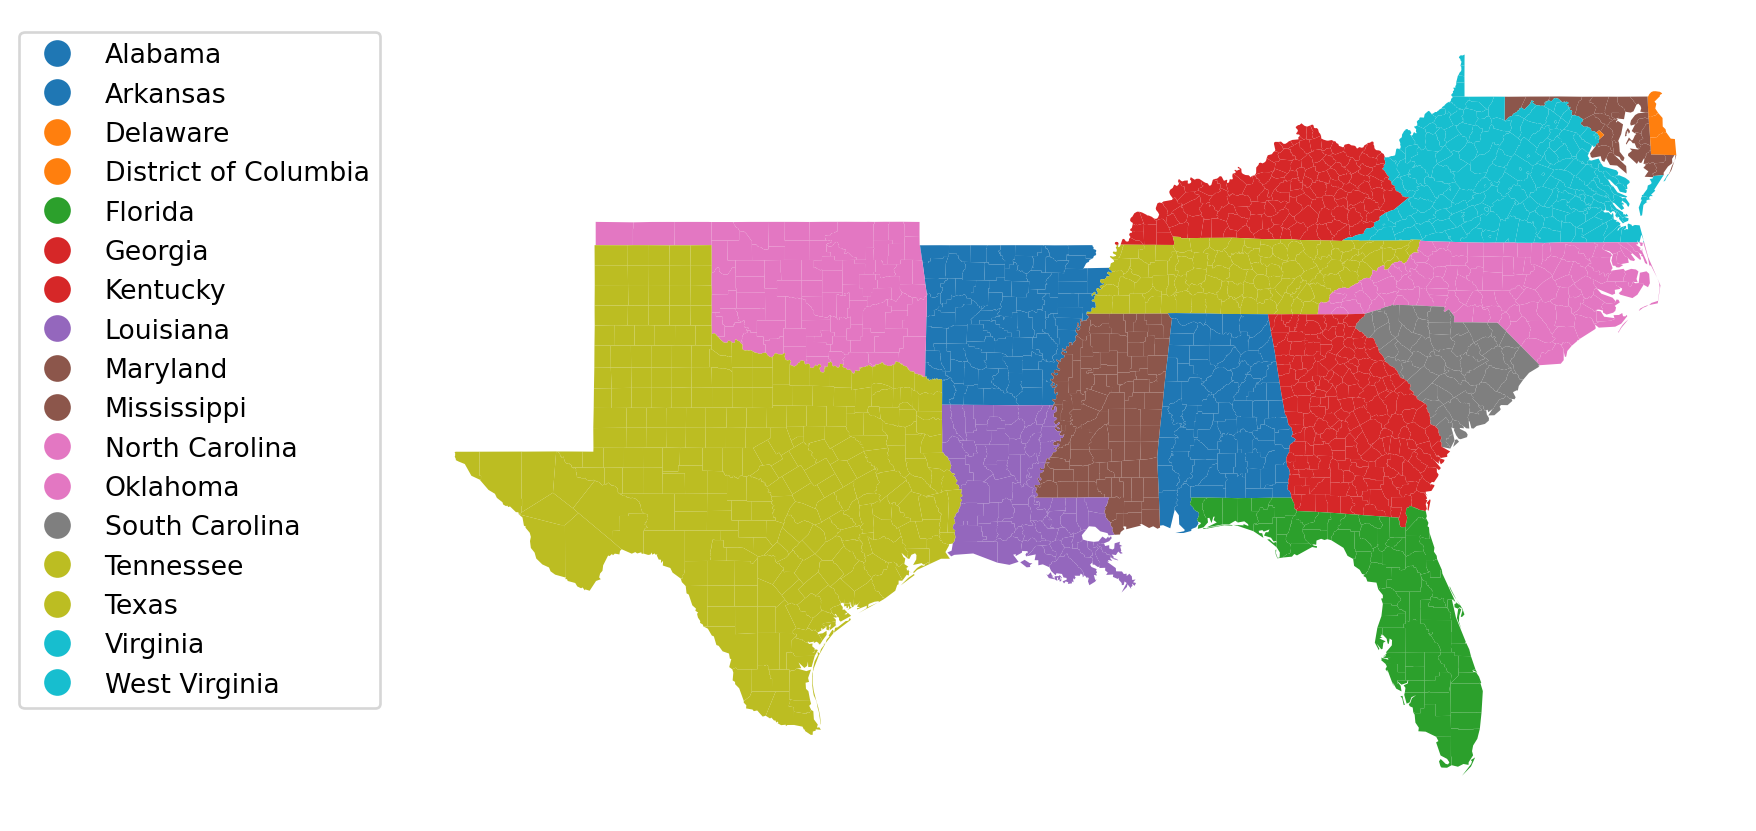 Alabama
Arkansas
Delaware
District of Columbia
Florida
Georgia
Kentucky
Louisiana
Maryland
Mississippi
North Carolina
Oklahoma
South Carolina
Tennessee
Texas
Virginia
West Virginia